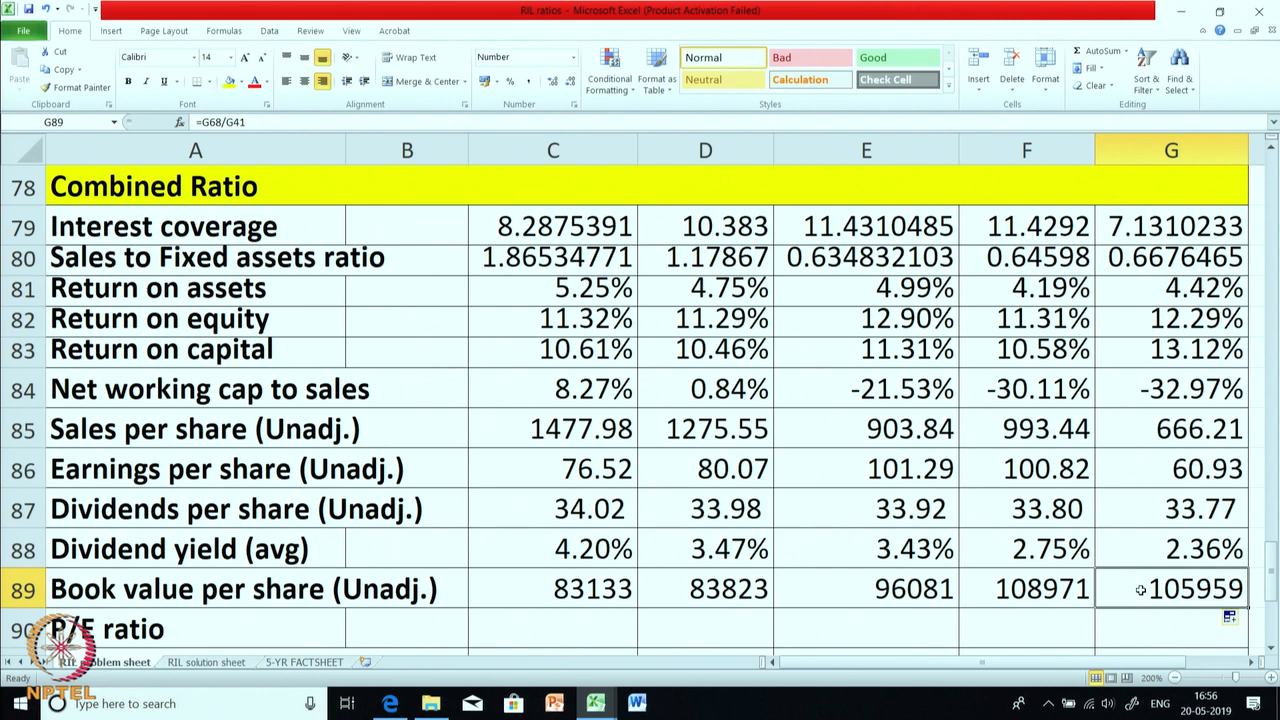 RIL ratios - Microsoft Excel (Product Activation Failed)
File Home Insert Page Layout Formulas Data Review View Acrobat
Cut
Copy
Format Painter
Paste
Clipboard
Calibri 14
Font
Wrap Text
Merge & Center
Alignment
Number
Number
Conditional Formatting
Format as Table
Normal Bad Good
Neutral Calculation Check Cell
Styles
Insert Delete Format
Cells
AutoSum
Fill
Clear
Sort & Filter
Find & Select
Editing
G89 fx =G68/G41
A B C D E F G
78 Combined Ratio
79 Interest coverage 8.2875391 10.383 11.4310485 11.4292 7.1310233
80 Sales to Fixed assets ratio 1.86534771 1.17867 0.634832103 0.64598 0.6676465
81 Return on assets 5.25% 4.75% 4.99% 4.19% 4.42%
82 Return on equity 11.32% 11.29% 12.90% 11.31% 12.29%
83 Return on capital 10.61% 10.46% 11.31% 10.58% 13.12%
84 Net working cap to sales 8.27% 0.84% -21.53% -30.11% -32.97%
85 Sales per share (Unadj.) 1477.98 1275.55 903.84 993.44 666.21
86 Earnings per share (Unadj.) 76.52 80.07 101.29 100.82 60.93
87 Dividends per share (Unadj.) 34.02 33.98 33.92 33.80 33.77
88 Dividend yield (avg) 4.20% 3.47% 3.43% 2.75% 2.36%
89 Book value per share (Unadj.) 83133 83823 96081 108971 105959
90 P/E ratio
RIL problem sheet RIL solution sheet 5-YR FACTSHEET
Ready 200%
NPTEL
Type here to search
ENG
16:56
20-05-2019